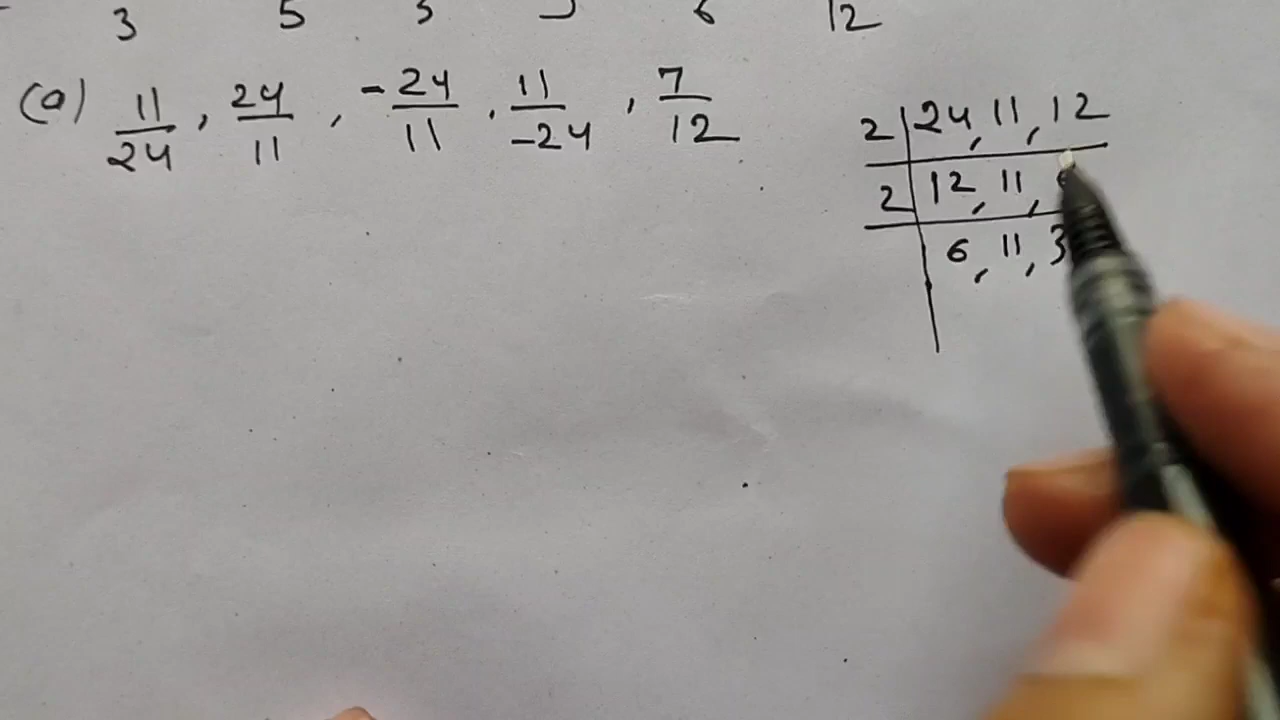 3 5 6 12
(a) 11/24 , 24/11 , -24/11 , 11/-24 , 7/12
2 | 24, 11, 12
2 | 12, 11,
6, 11, 3